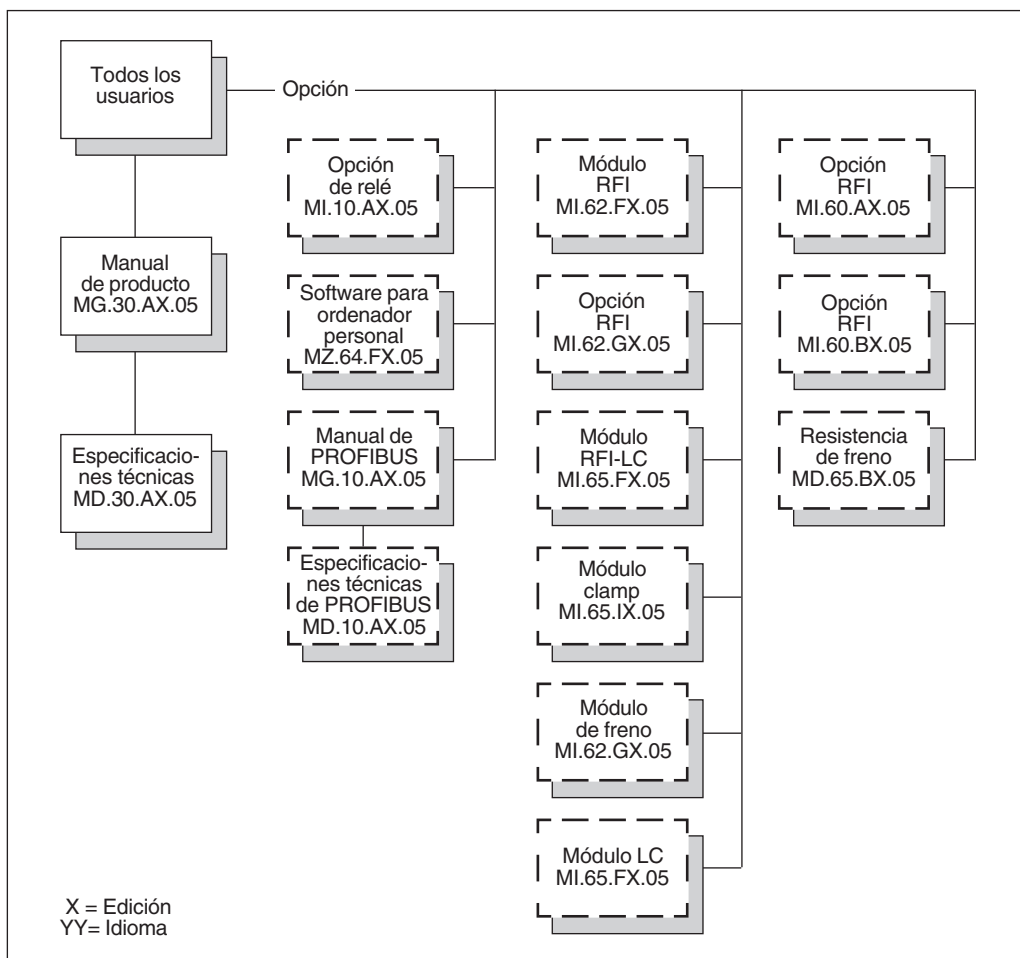 Todos los
usuarios
Opción
Manual
de producto
MG.30.AX.05
Especificacio-
nes técnicas
MD.30.AX.05
Opción
de relé
MI.10.AX.05
Software para
ordenador
personal
MZ.64.FX.05
Manual de
PROFIBUS
MG.10.AX.05
Especificacio-
nes técnicas
de PROFIBUS
MD.10.AX.05
Módulo
RFI
MI.62.FX.05
Opción
RFI
MI.62.GX.05
Módulo
RFI-LC
MI.65.FX.05
Módulo
clamp
MI.65.IX.05
Módulo
de freno
MI.62.GX.05
Módulo LC
MI.65.FX.05
Opción
RFI
MI.60.AX.05
Opción
RFI
MI.60.BX.05
Resistencia
de freno
MD.65.BX.05
X = Edición
YY= Idioma